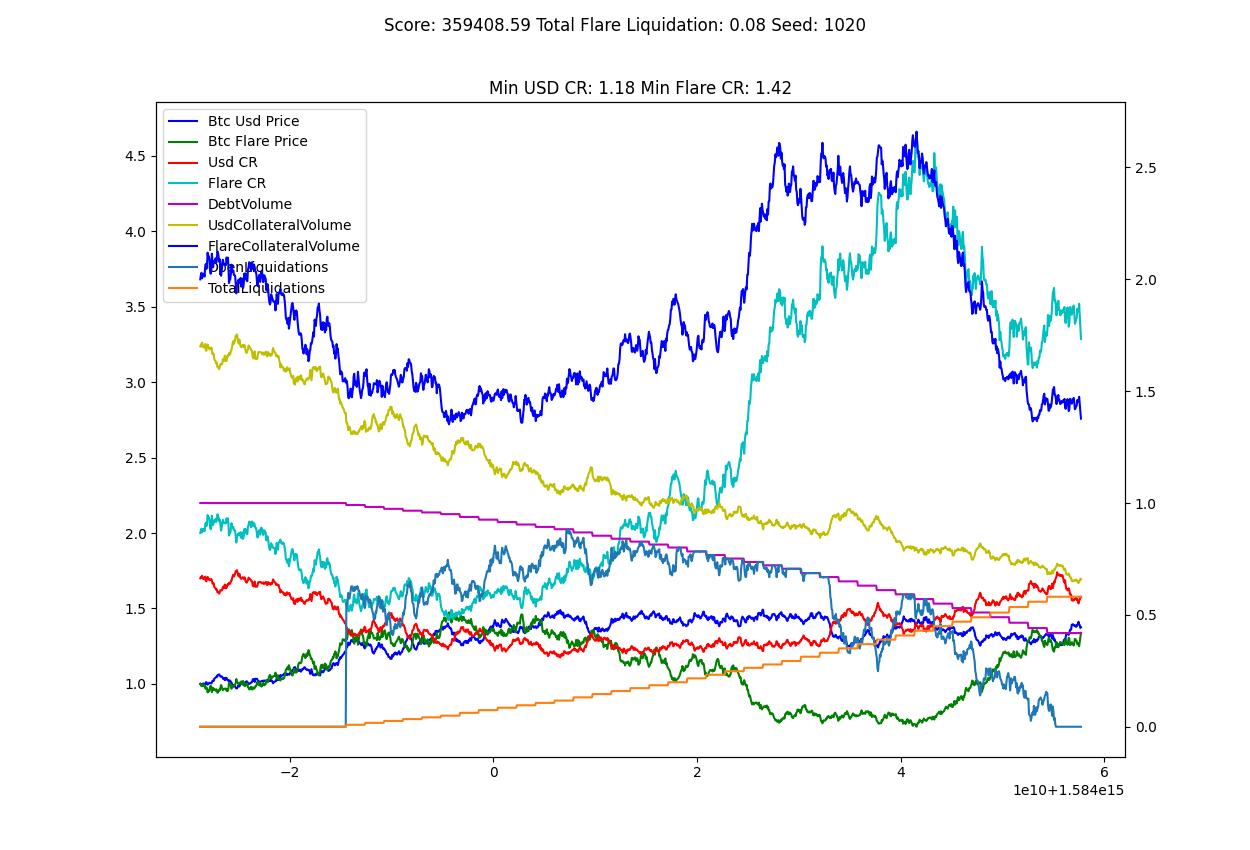 Score: 359408.59 Total Flare Liquidation: 0.08 Seed: 1020
Min USD CR: 1.18 Min Flare CR: 1.42
Btc Usd Price
Btc Flare Price
Usd CR
Flare CR
DebtVolume
UsdCollateralVolume
FlareCollateralVolume
OpenLiquidations
TotalLiquidations
4.5
4.0
3.5
3.0
2.5
2.0
1.5
1.0
2.5
2.0
1.5
1.0
0.5
0.0
−2
0
2
4
6
1e10+1.584e15